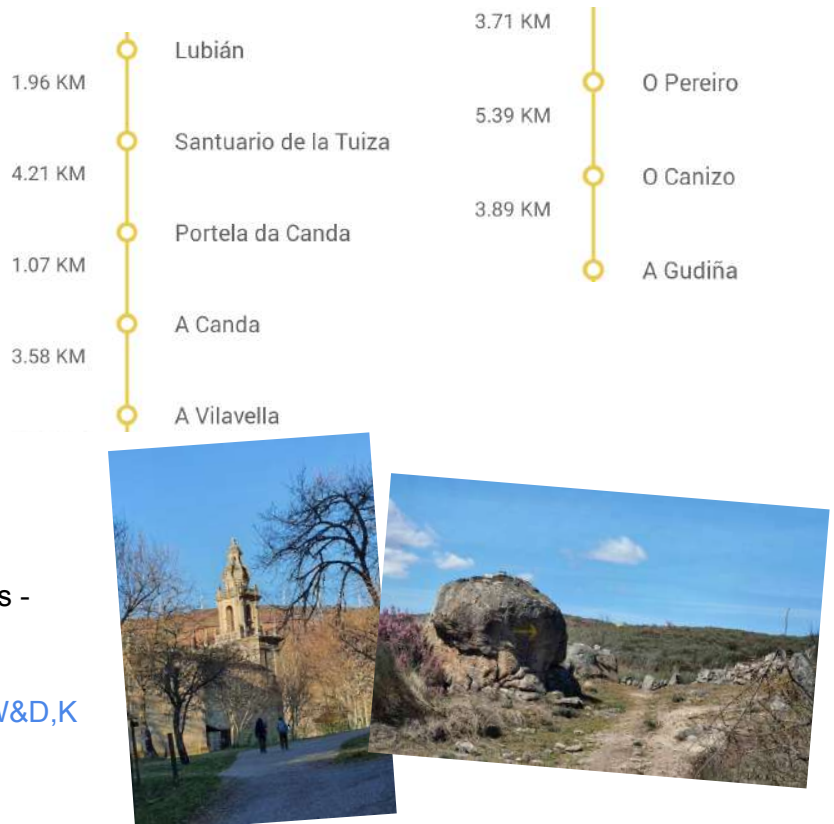 Lubián
1.96 KM
Santuario de la Tuiza
4.21 KM
Portela da Canda
1.07 KM
A Canda
3.58 KM
A Vilavella
3.71 KM
O Pereiro
5.39 KM
O Canizo
3.89 KM
A Gudiña
s -
&D,K